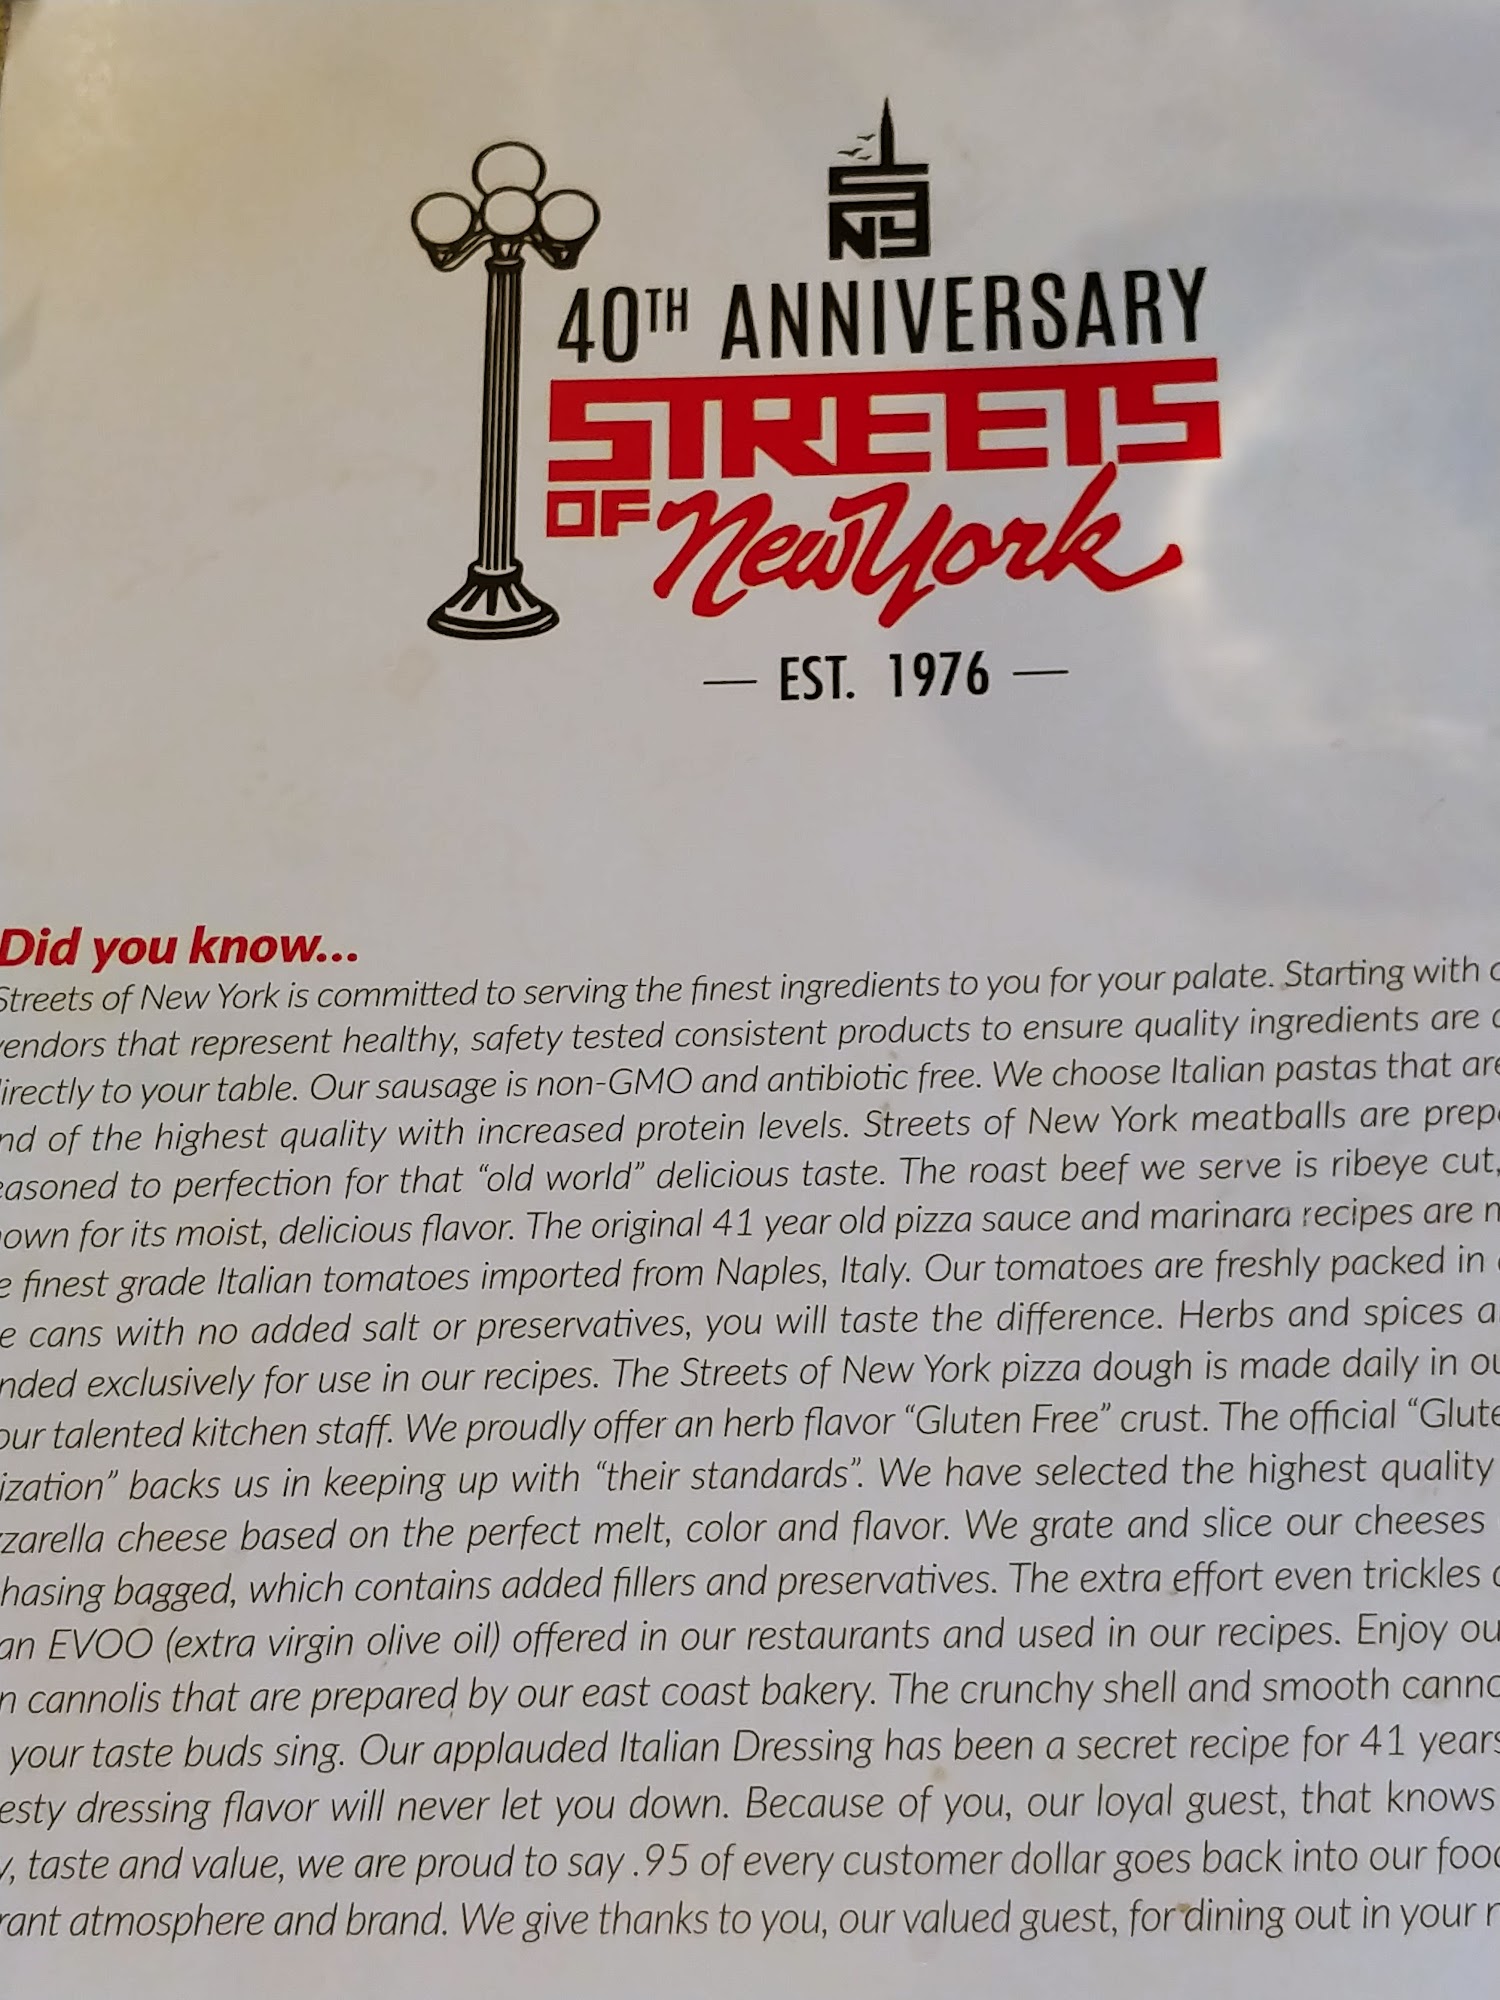 SNY
40TH ANNIVERSARY
STREETS
OF New York
— EST. 1976 —
Did you know...
Streets of New York is committed to serving the finest ingredients to you for your palate. Starting with
vendors that represent healthy, safety tested consistent products to ensure quality ingredients are
directly to your table. Our sausage is non-GMO and antibiotic free. We choose Italian pastas that are
nd of the highest quality with increased protein levels. Streets of New York meatballs are prep
easoned to perfection for that “old world” delicious taste. The roast beef we serve is ribeye cut,
own for its moist, delicious flavor. The original 41 year old pizza sauce and marinara recipes are m
e finest grade Italian tomatoes imported from Naples, Italy. Our tomatoes are freshly packed in
e cans with no added salt or preservatives, you will taste the difference. Herbs and spices a
nded exclusively for use in our recipes. The Streets of New York pizza dough is made daily in ou
our talented kitchen staff. We proudly offer an herb flavor “Gluten Free” crust. The official “Glute
ization” backs us in keeping up with “their standards”. We have selected the highest quality
zzarella cheese based on the perfect melt, color and flavor. We grate and slice our cheeses
hasing bagged, which contains added fillers and preservatives. The extra effort even trickles
an EVOO (extra virgin olive oil) offered in our restaurants and used in our recipes. Enjoy ou
n cannolis that are prepared by our east coast bakery. The crunchy shell and smooth canno
your taste buds sing. Our applauded Italian Dressing has been a secret recipe for 41 years
esty dressing flavor will never let you down. Because of you, our loyal guest, that knows
y, taste and value, we are proud to say .95 of every customer dollar goes back into our food
rant atmosphere and brand. We give thanks to you, our valued guest, for dining out in your n